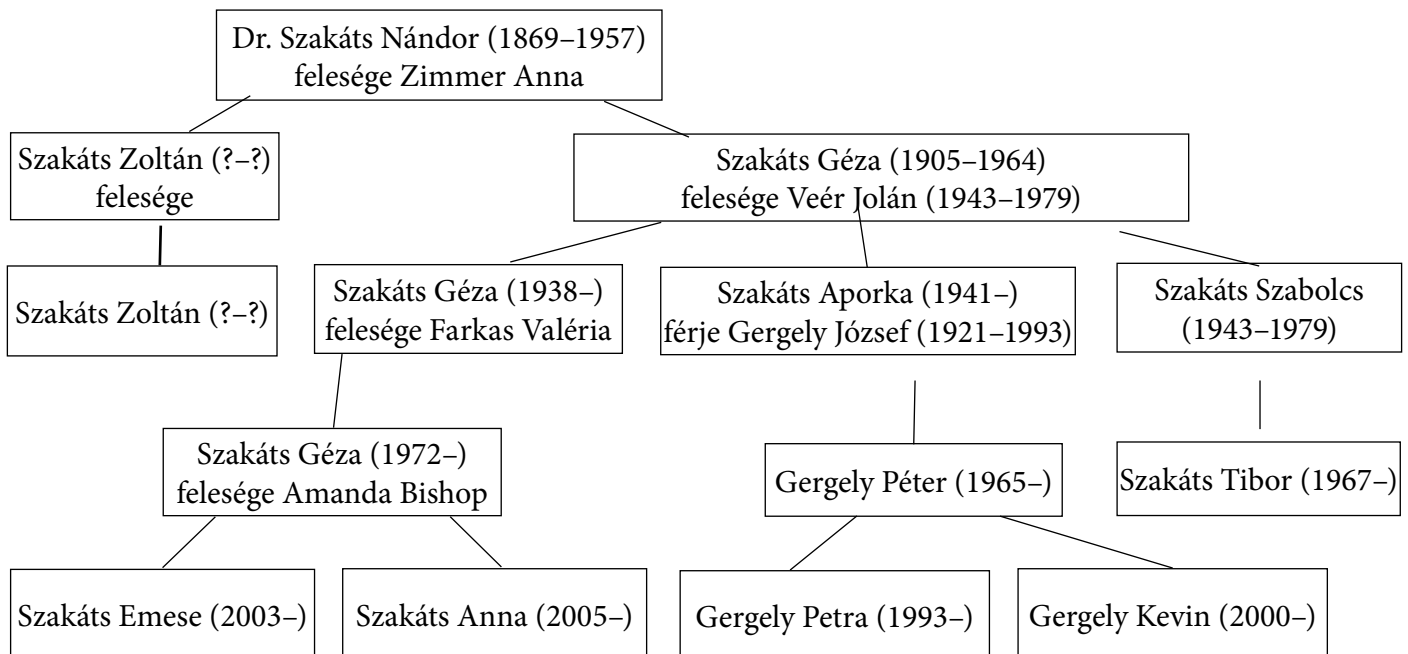 Dr. Szakáts Nándor (1869–1957)
felesége Zimmer Anna
Szakáts Zoltán (?–?)
felesége
Szakáts Géza (1905–1964)
felesége Veér Jolán (1943–1979)
Szakáts Zoltán (?–?)
Szakáts Géza (1938–)
felesége Farkas Valéria
Szakáts Aporka (1941–)
férje Gergely József (1921–1993)
Szakáts Szabolcs
(1943–1979)
Szakáts Géza (1972–)
felesége Amanda Bishop
Gergely Péter (1965–)
Szakáts Tibor (1967–)
Szakáts Emese (2003–)
Szakáts Anna (2005–)
Gergely Petra (1993–)
Gergely Kevin (2000–)